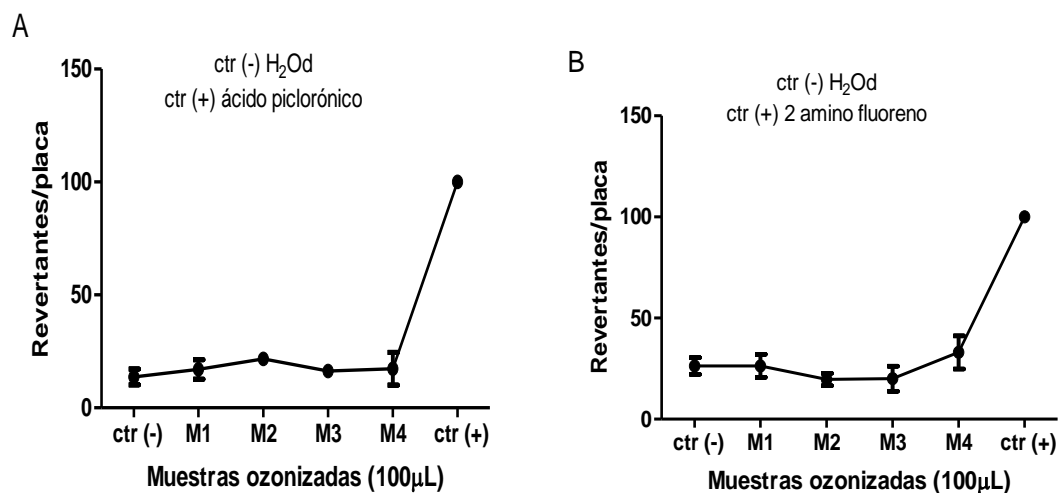 A
ctr (-) H₂Od
ctr (+) ácido piclorónico
150
100
50
0
Revertantes/placa
ctr (-) M1 M2 M3 M4 ctr (+)
Muestras ozonizadas (100µL)
B
ctr (-) H₂Od
ctr (+) 2 amino fluoreno
150
100
50
0
Revertantes/placa
ctr (-) M1 M2 M3 M4 ctr (+)
Muestras ozonizadas (100µL)